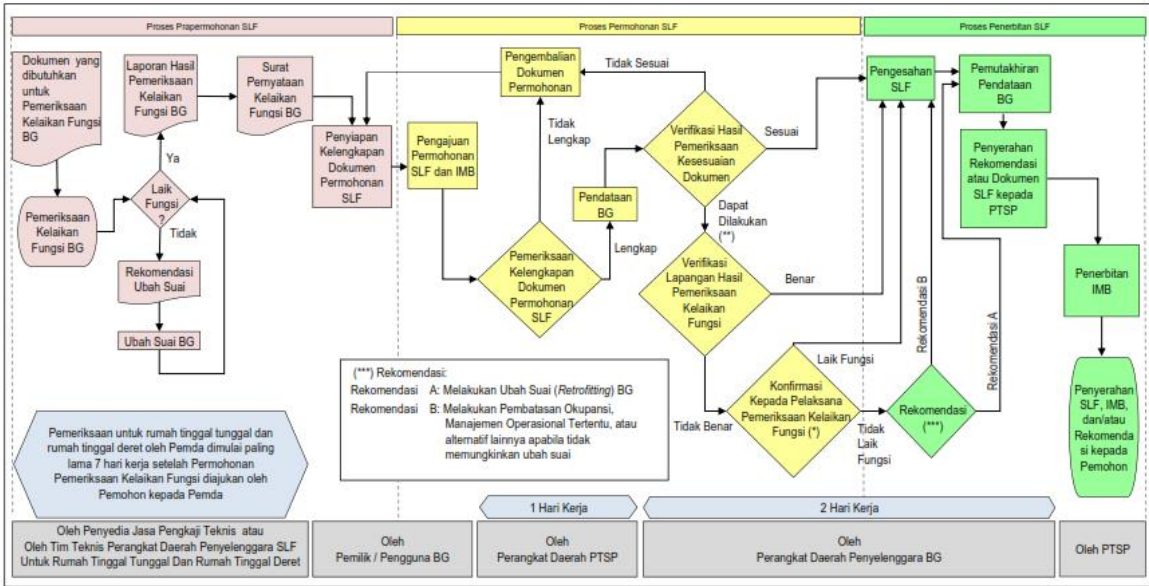 Proses Prapermohonan SLF
Proses Permohonan SLF
Proses Penerbitan SLF
Dokumen yang
dibutuhkan
untuk
Pemeriksaan
Kelaikan Fungsi
BG
Laporan Hasil
Pemeriksaan
Kelaikan
Fungsi BG
Surat
Pernyataan
Kelaikan
Fungsi BG
Ya
Laik
Fungsi
?
Tidak
Pemeriksaan
Kelaikan
Fungsi BG
Rekomendasi
Ubah Suai
Ubah Suai BG
Penyiapan
Kelengkapan
Dokumen
Permohonan
SLF
Pengembalian
Dokumen
Permohonan
Tidak Sesuai
Tidak
Lengkap
Pengajuan
Permohonan
SLF dan IMB
Pemeriksaan
Kelengkapan
Dokumen
Permohonan
SLF
Lengkap
Pendataan
BG
Verifikasi Hasil
Pemeriksaan
Kesesuaian
Dokumen
Sesuai
Dapat
Dilakukan
(**)
Verifikasi
Lapangan Hasil
Pemeriksaan
Kelaikan
Fungsi
Benar
Tidak Benar
Konfirmasi
Kepada Pelaksana
Pemeriksaan Kelaikan
Fungsi (*)
Laik Fungsi
Tidak
Laik
Fungsi
Pengesahan
SLF
Pemutakhiran
Pendataan
BG
Penyerahan
Rekomendasi
atau Dokumen
SLF kepada
PTSP
Rekomendasi B
Rekomendasi A
Rekomendasi
(***)
Penerbitan
IMB
Penyerahan
SLF, IMB,
dan/atau
Rekomenda
si kepada
Pemohon
(***) Rekomendasi:
Rekomendasi A: Melakukan Ubah Suai (Retrofitting) BG
Rekomendasi B: Melakukan Pembatasan Okupansi,
Manajemen Operasional Tertentu, atau
alternatif lainnya apabila tidak
memungkinkan ubah suai
Pemeriksaan untuk rumah tinggal tunggal dan
rumah tinggal deret oleh Pemda dimulai paling
lama 7 hari kerja setelah Permohonan
Pemeriksaan Kelaikan Fungsi diajukan oleh
Pemohon kepada Pemda
1 Hari Kerja
2 Hari Kerja
Oleh Penyedia Jasa Pengkaji Teknis atau
Oleh Tim Teknis Perangkat Daerah Penyelenggara SLF
Untuk Rumah Tinggal Tunggal Dan Rumah Tinggal Deret
Oleh
Pemilik / Pengguna BG
Oleh
Perangkat Daerah PTSP
Oleh
Perangkat Daerah Penyelenggara BG
Oleh PTSP